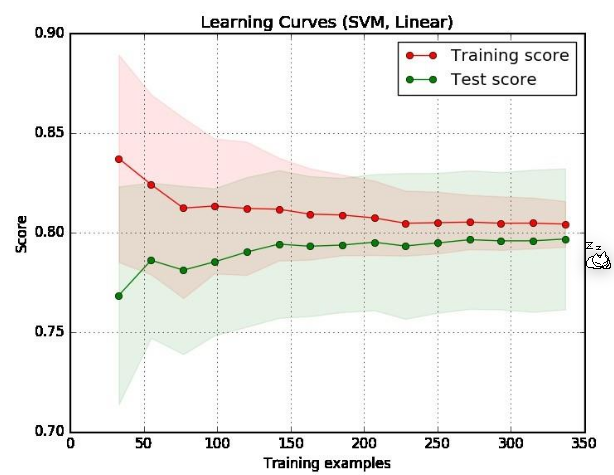 Learning Curves (SVM, Linear)
0.90
Training score
Test score
0.85
0.80
0.75
0.70
Score
0
50
100
150
200
250
300
350
Training examples
z z